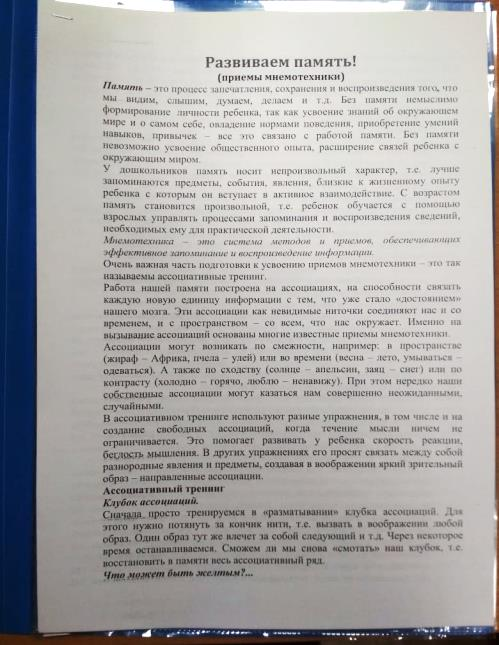 Развиваем память!
(приемы мнемотехники)
Память – это процесс запечатления, сохранения и воспроизведения того, что
мы видим, слышим, думаем, делаем и т.д. Без памяти немыслимо
формирование личности ребенка, так как усвоение знаний об окружающем
мире и о самом себе, овладение нормами поведения, приобретение умений
навыков, привычек – все это связано с работой памяти. Без памяти
невозможно усвоение общественного опыта, расширение связей ребенка с
окружающим миром.
У дошкольников память носит непроизвольный характер, т.е. лучше
запоминаются предметы, события, явления, близкие к жизненному опыту
ребенка с которым он вступает в активное взаимодействие. С возрастом
память становится произвольной, т.е. ребенок обучается с помощью
взрослых управлять процессами запоминания и воспроизведения сведений,
необходимых ему для практической деятельности.
Мнемотехника – это система методов и приемов, обеспечивающих
эффективное запоминание и воспроизведение информации.
Очень важная часть подготовки к усвоению приемов мнемотехники – это так
называемы ассоциативные тренинг.
Работа нашей памяти построена на ассоциациях, на способности связать
каждую новую единицу информации с тем, что уже стало «достоянием»
нашего мозга. Эти ассоциации как невидимые ниточки соединяют нас и со
временем, и с пространством – со всем, что нас окружает. Именно на
вызывание ассоциаций основаны многие известные приемы мнемотехники.
Ассоциации могут возникать по смежности, например: в пространстве
(жираф – Африка, пчела – улей) или во времени (весна – лето, умываться –
одеваться). А также по сходству (солнце – апельсин, заяц – снег) или по
контрасту (холодно – горячо, люблю – ненавижу). При этом нередко наши
собственные ассоциации могут казаться нам совершенно неожиданными,
случайными.
В ассоциативном тренинге используют разные упражнения, в том числе и на
создание свободных ассоциаций, когда течение мысли ничем не
ограничивается. Это помогает развивать у ребенка скорость реакции,
беглость мышления. В других упражнениях его просят связать между собой
разнородные явления и предметы, создавая в воображении яркий зрительный
образ – направленные ассоциации.
Ассоциативный тренинг
Клубок ассоциаций.
Сначала просто тренируемся в «разматывании» клубка ассоциаций. Для
этого нужно потянуть за кончик нити, т.е. вызвать в воображении любой
образ. Один образ тут же влечет за собой следующий и т.д. Через некоторое
время останавливаемся. Сможем ли мы снова «смотать» наш клубок, т.е.
восстановить в памяти весь ассоциативный ряд.
Что может быть желтым?...